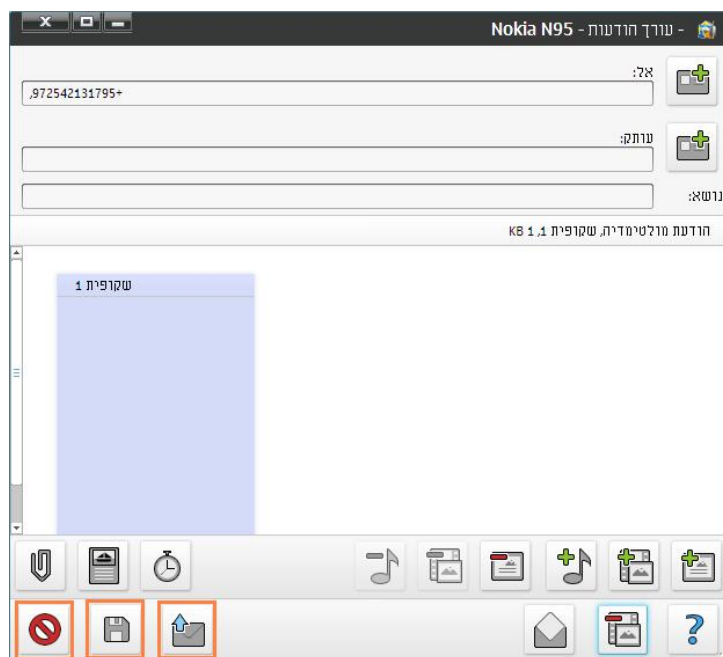 - עורך הודעות - Nokia N95
אל:
+972542131795,
עותק:
נושא:
הודעת מולטימדיה, שקופית 1, 1 KB
שקופית 1